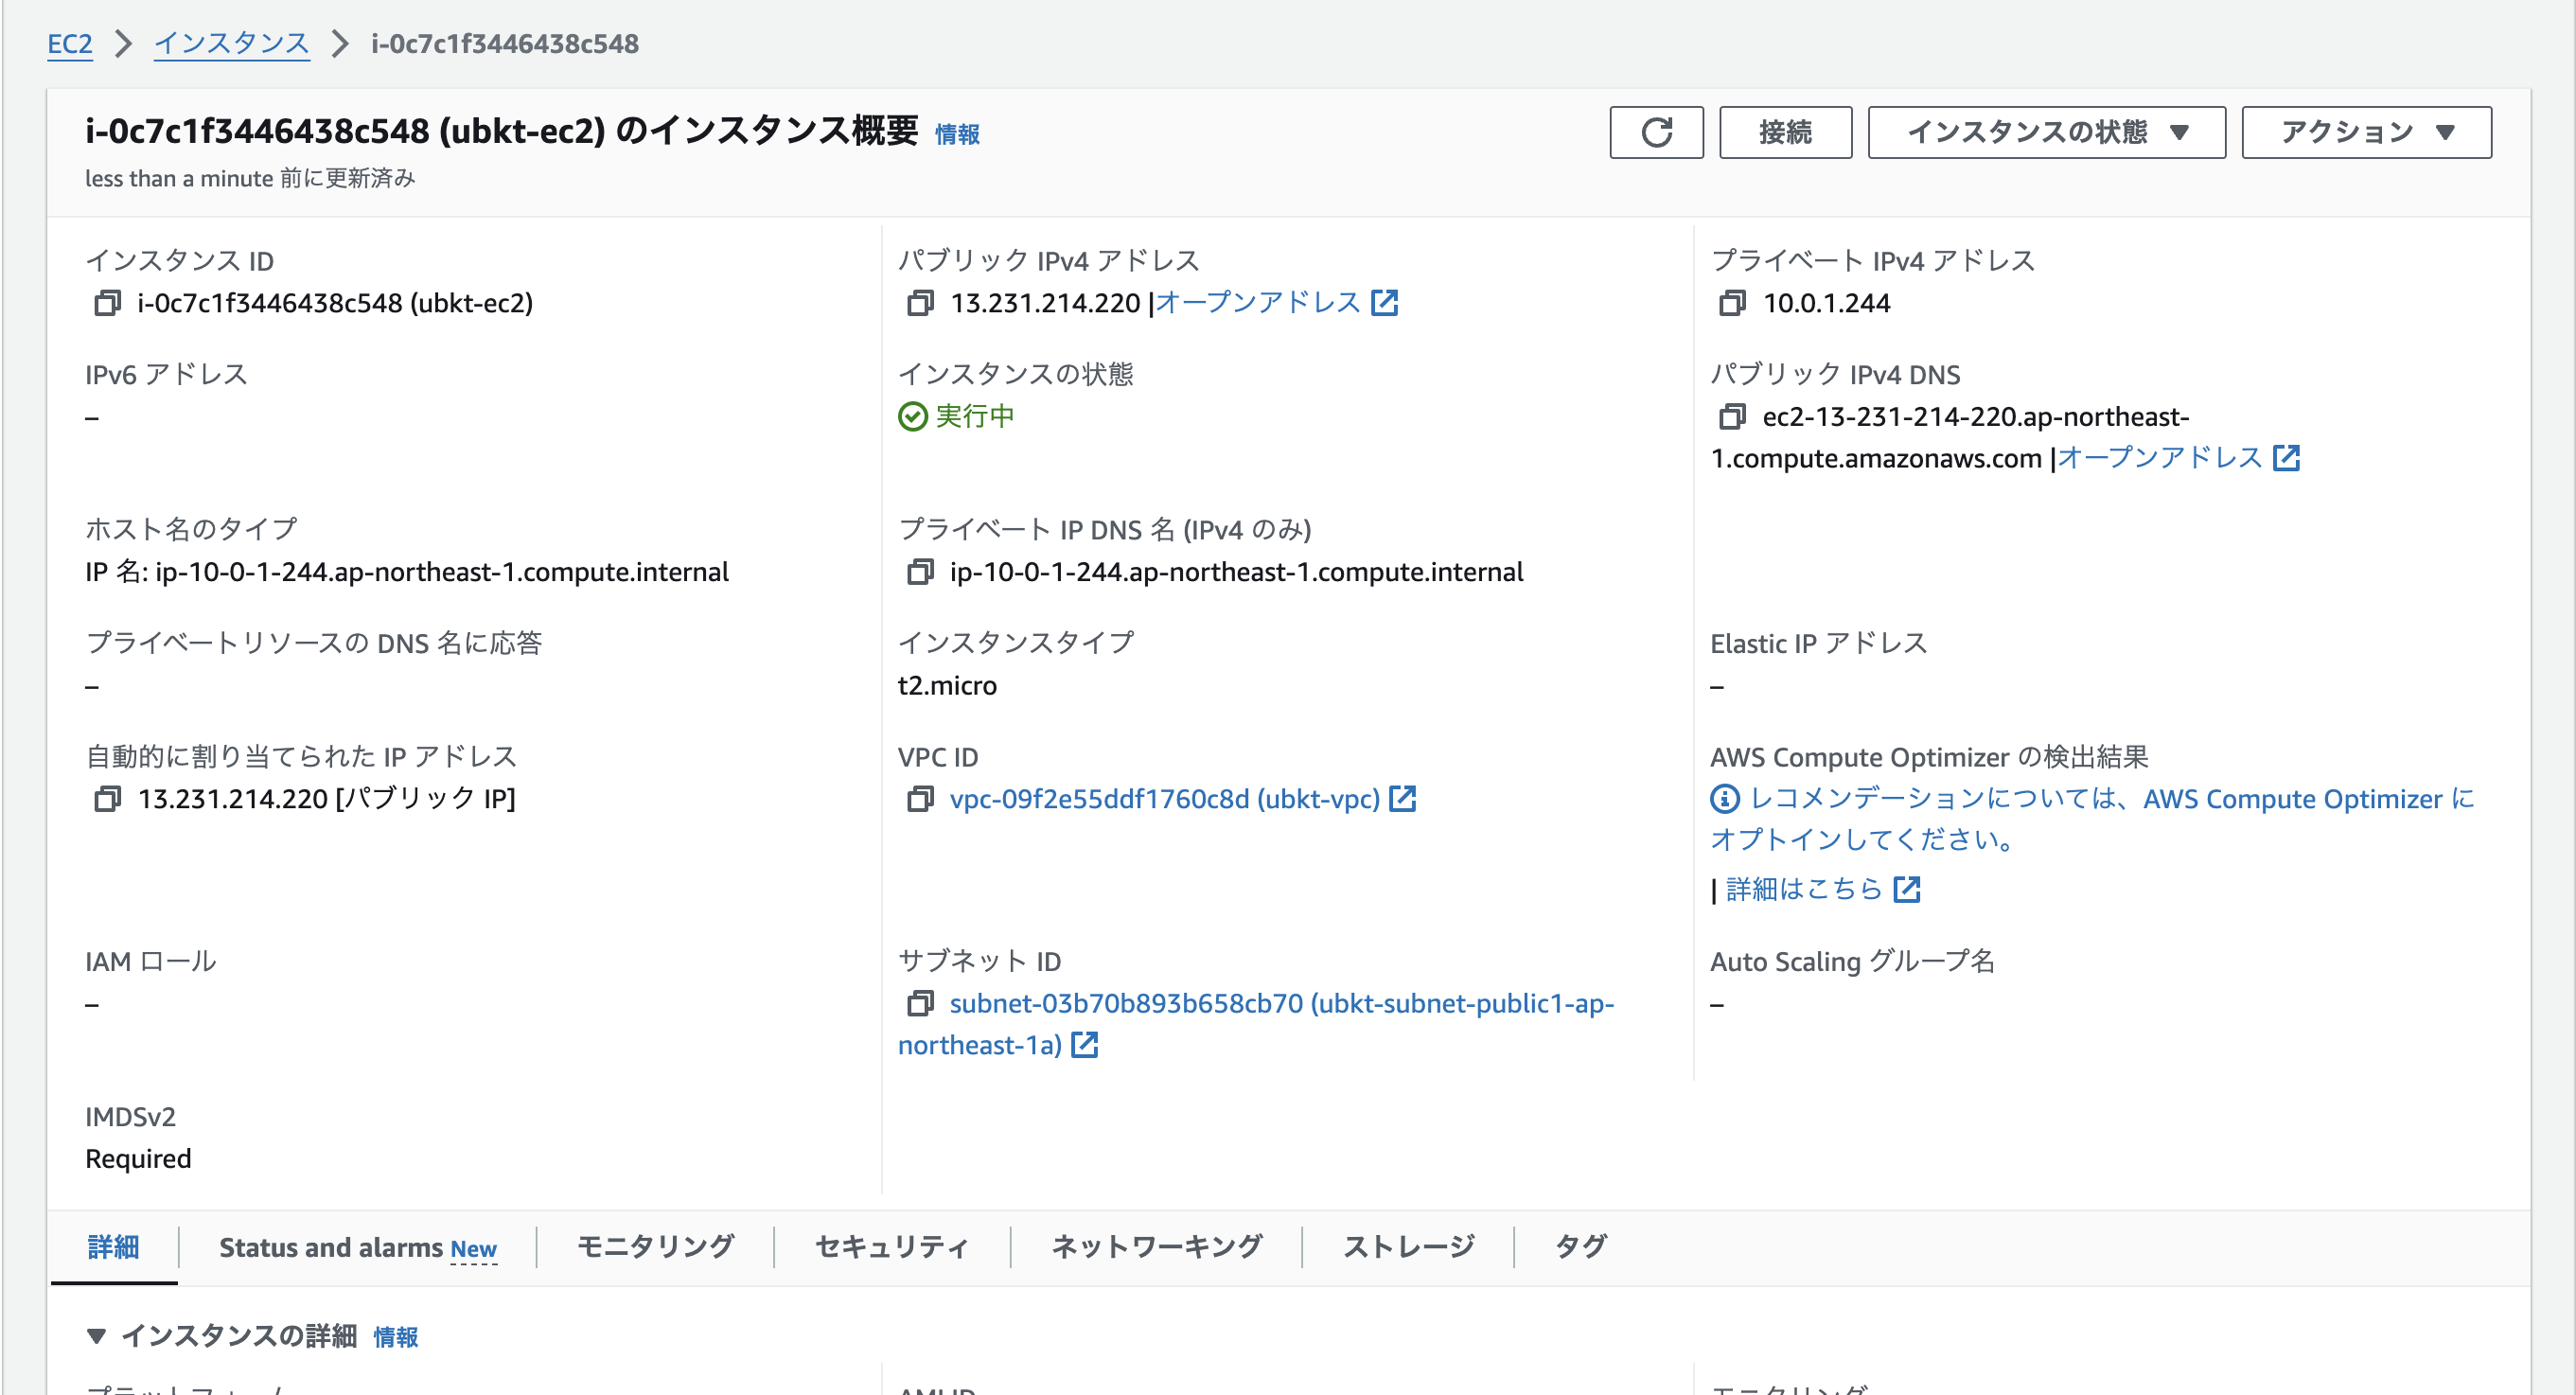 EC2 > インスタンス > i-0c7c1f3446438c548
i-0c7c1f3446438c548 (ubkt-ec2) のインスタンス概要 情報
接続
インスタンスの状態 ▼
アクション ▼
less than a minute 前に更新済み
インスタンス ID
i-0c7c1f3446438c548 (ubkt-ec2)
パブリック IPv4 アドレス
13.231.214.220 |オープンアドレス
プライベート IPv4 アドレス
10.0.1.244
IPv6 アドレス
–
インスタンスの状態
実行中
パブリック IPv4 DNS
ec2-13-231-214-220.ap-northeast-
1.compute.amazonaws.com |オープンアドレス
ホスト名のタイプ
IP 名: ip-10-0-1-244.ap-northeast-1.compute.internal
プライベート IP DNS 名 (IPv4 のみ)
ip-10-0-1-244.ap-northeast-1.compute.internal
プライベートリソースの DNS 名に応答
–
インスタンスタイプ
t2.micro
Elastic IP アドレス
–
自動的に割り当てられた IP アドレス
13.231.214.220 [パブリック IP]
VPC ID
vpc-09f2e55ddf1760c8d (ubkt-vpc)
AWS Compute Optimizer の検出結果
レコメンデーションについては、AWS Compute Optimizer に
オプトインしてください。
| 詳細はこちら
IAM ロール
–
サブネット ID
subnet-03b70b893b658cb70 (ubkt-subnet-public1-ap-
northeast-1a)
Auto Scaling グループ名
–
IMDSv2
Required
詳細
Status and alarms New
モニタリング
セキュリティ
ネットワーキング
ストレージ
タグ
▼ インスタンスの詳細 情報
プラットフォーム
AMI ID
モニタリング